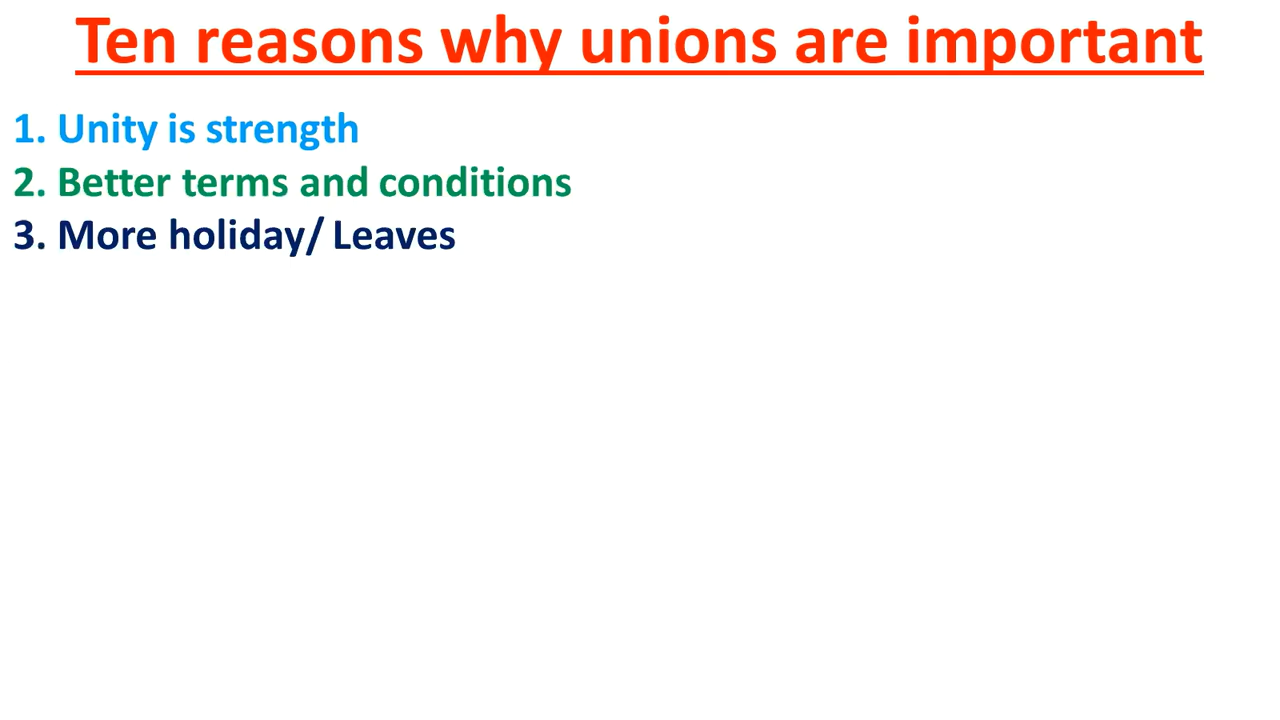 Ten reasons why unions are important
1. Unity is strength
2. Better terms and conditions
3. More holiday/ Leaves